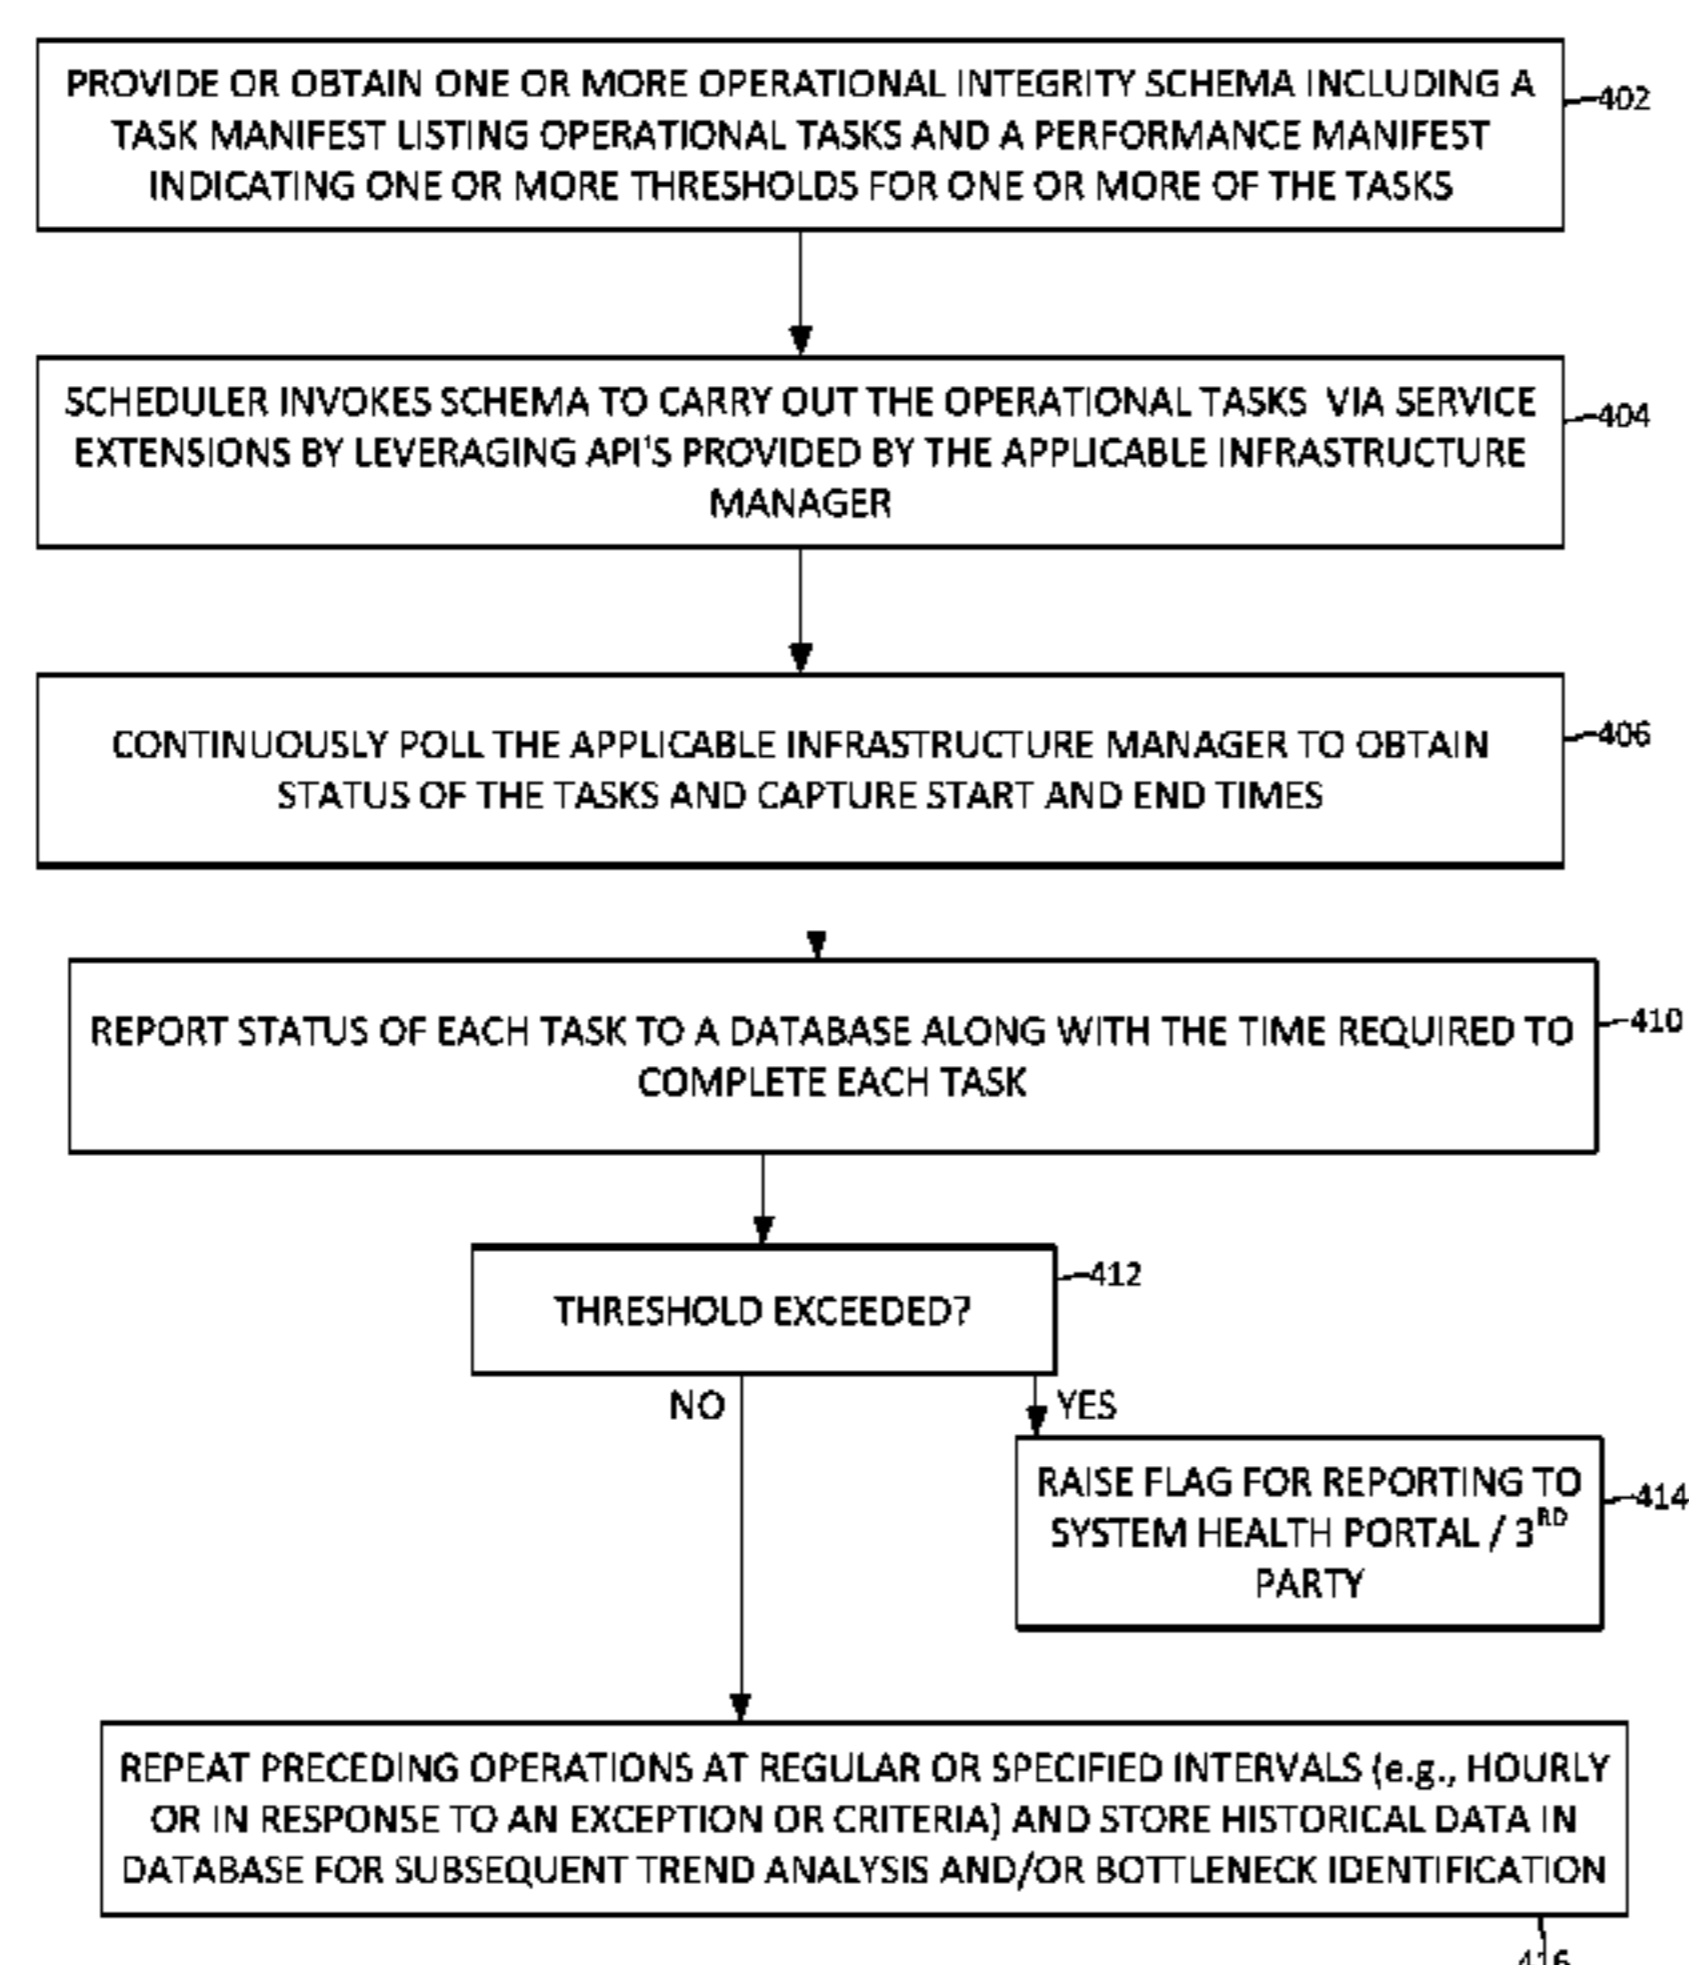 PROVIDE OR OBTAIN ONE OR MORE OPERATIONAL INTEGRITY SCHEMA INCLUDING A
TASK MANIFEST LISTING OPERATIONAL TASKS AND A PERFORMANCE MANIFEST
INDICATING ONE OR MORE THRESHOLDS FOR ONE OR MORE OF THE TASKS
402
SCHEDULER INVOKES SCHEMA TO CARRY OUT THE OPERATIONAL TASKS VIA SERVICE
EXTENSIONS BY LEVERAGING API'S PROVIDED BY THE APPLICABLE INFRASTRUCTURE
MANAGER
404
CONTINUOUSLY POLL THE APPLICABLE INFRASTRUCTURE MANAGER TO OBTAIN
STATUS OF THE TASKS AND CAPTURE START AND END TIMES
406
REPORT STATUS OF EACH TASK TO A DATABASE ALONG WITH THE TIME REQUIRED TO
COMPLETE EACH TASK
410
THRESHOLD EXCEEDED?
412
NO
YES
RAISE FLAG FOR REPORTING TO
SYSTEM HEALTH PORTAL / 3RD
PARTY
414
REPEAT PRECEDING OPERATIONS AT REGULAR OR SPECIFIED INTERVALS (e.g., HOURLY
OR IN RESPONSE TO AN EXCEPTION OR CRITERIA) AND STORE HISTORICAL DATA IN
DATABASE FOR SUBSEQUENT TREND ANALYSIS AND/OR BOTTLENECK IDENTIFICATION
416